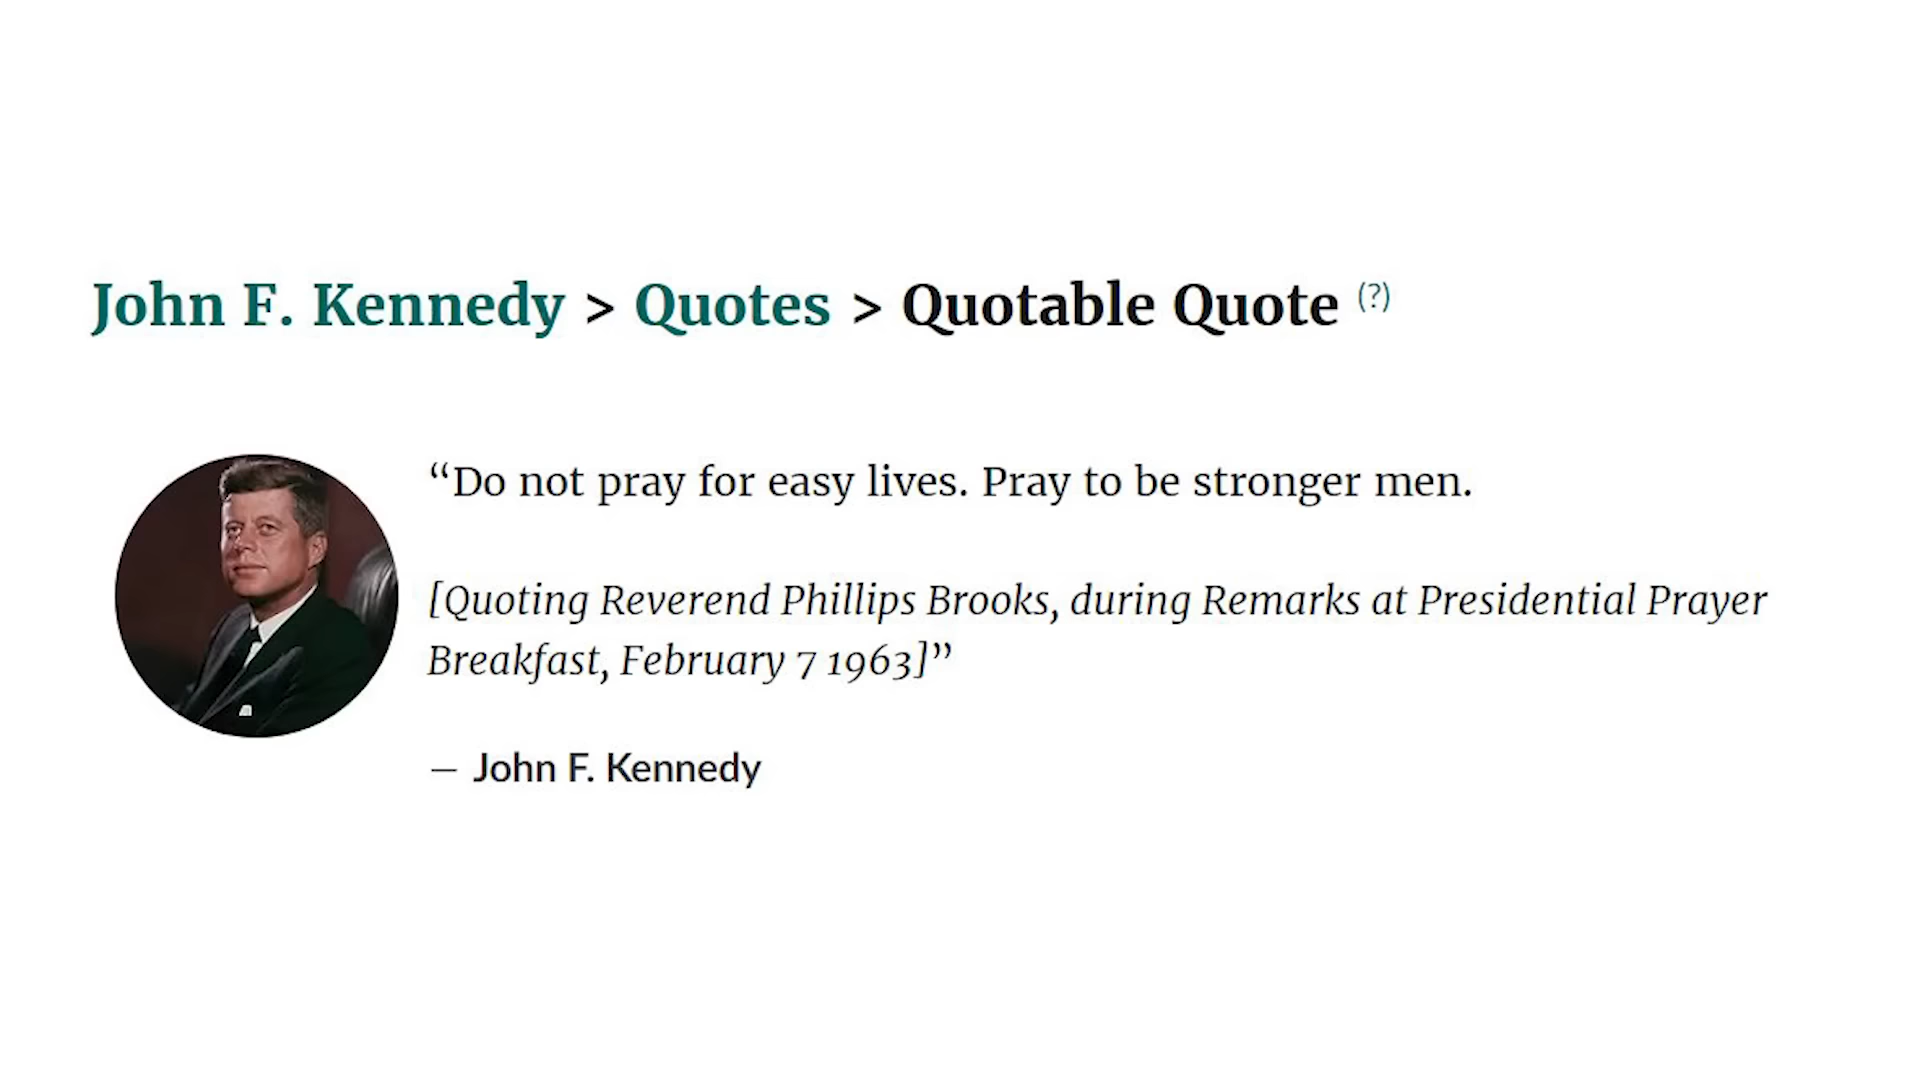 John F. Kennedy > Quotes > Quotable Quote (?)
“Do not pray for easy lives. Pray to be stronger men.
[Quoting Reverend Phillips Brooks, during Remarks at Presidential Prayer
Breakfast, February 7 1963]”
― John F. Kennedy